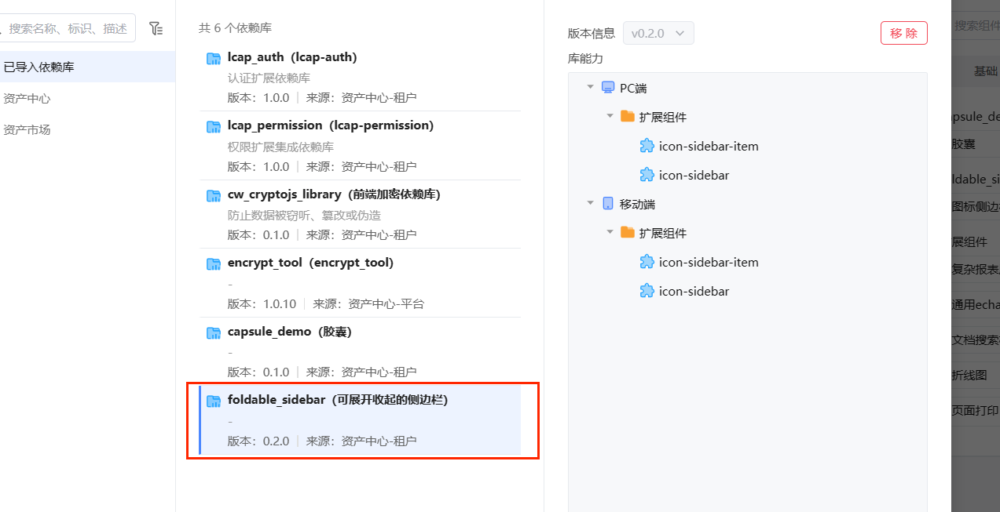 搜索名称、标识、描述
已导入依赖库
资产中心
资产市场
共 6 个依赖库
lcap_auth（lcap-auth）
认证扩展依赖库
版本：1.0.0 | 来源：资产中心-租户
lcap_permission（lcap-permission）
权限扩展集成依赖库
版本：1.0.0 | 来源：资产中心-租户
cw_cryptojs_library（前端加密依赖库）
防止数据被窃听、篡改或伪造
版本：0.1.0 | 来源：资产中心-租户
encrypt_tool（encrypt_tool）
-
版本：1.0.10 | 来源：资产中心-平台
capsule_demo（胶囊）
-
版本：0.1.0 | 来源：资产中心-租户
foldable_sidebar（可展开收起的侧边栏）
-
版本：0.2.0 | 来源：资产中心-租户
版本信息 v0.2.0
移 除
库能力
PC端
扩展组件
icon-sidebar-item
icon-sidebar
移动端
扩展组件
icon-sidebar-item
icon-sidebar
搜索组件
基础
psule_de
胶囊
ldable_si
图标侧边
展组件
复杂报表
通用echa
文档搜索
折线图
页面打印